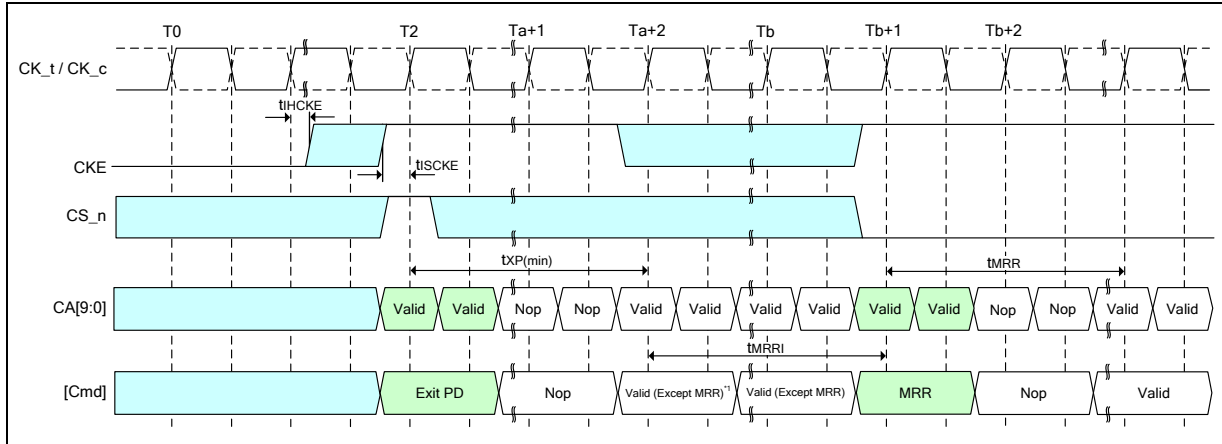 T0 T2 Ta+1 Ta+2 Tb Tb+1 Tb+2
CK_t / CK_c
tIHCKE
CKE
tISCKE
CS_n
tXP(min) tMRR
CA[9:0] Valid Valid Nop Nop Valid Valid Valid Valid Valid Valid Nop Nop Valid Valid
tMRRI
[Cmd] Exit PD Nop Valid (Except MRR)*1 Valid (Except MRR) MRR Nop Valid